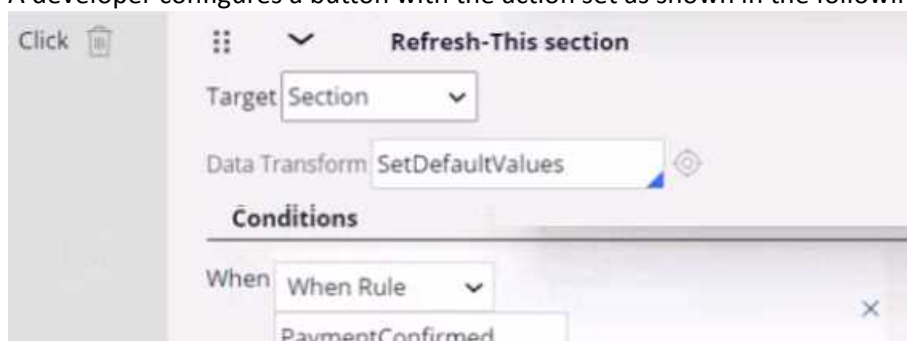 A developer configures a button with the action set as shown in the followi
Click
Refresh-This section
Target Section
Data Transform SetDefaultValues
Conditions
When When Rule
PaymentConfirmed